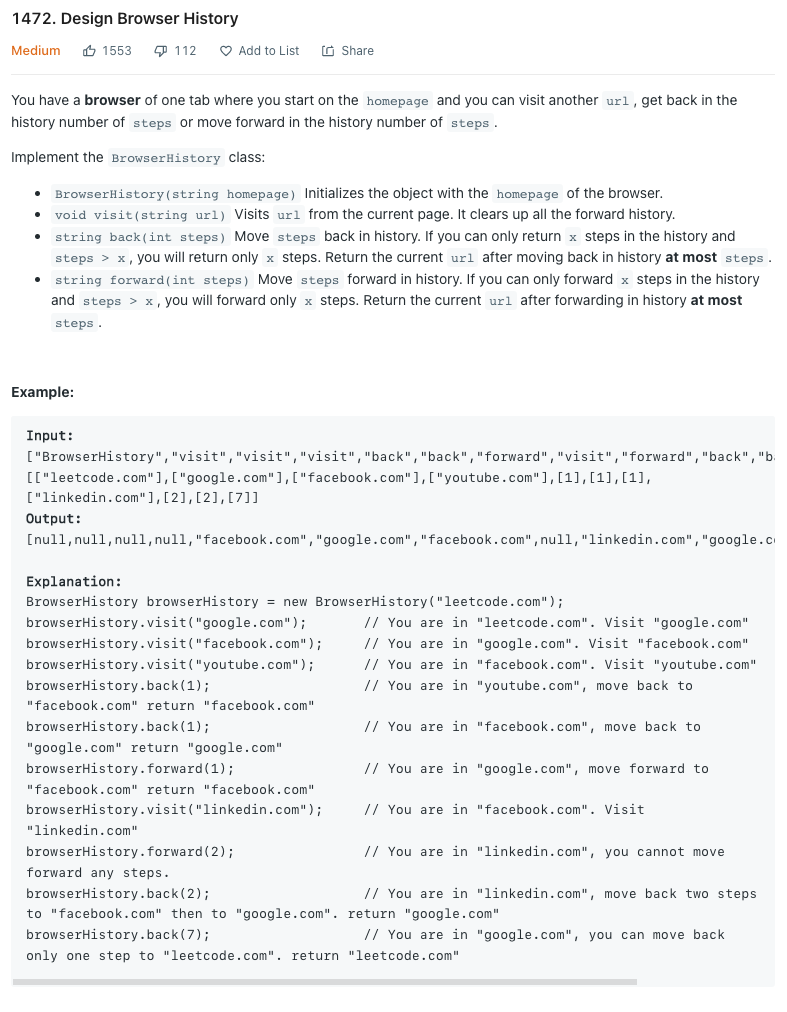 1472. Design Browser History
Medium 1553 112 Add to List Share
You have a browser of one tab where you start on the homepage and you can visit another url , get back in the
history number of steps or move forward in the history number of steps .
Implement the BrowserHistory class:
• BrowserHistory(string homepage) Initializes the object with the homepage of the browser.
• void visit(string url) Visits url from the current page. It clears up all the forward history.
• string back(int steps) Move steps back in history. If you can only return x steps in the history and
steps > x , you will return only x steps. Return the current url after moving back in history at most steps .
• string forward(int steps) Move steps forward in history. If you can only forward x steps in the history
and steps > x , you will forward only x steps. Return the current url after forwarding in history at most
steps .
Example:
Input:
["BrowserHistory","visit","visit","visit","back","back","forward","visit","forward","back","b
[["leetcode.com"],["google.com"],["facebook.com"],["youtube.com"],[1],[1],[1],
["linkedin.com"],[2],[2],[7]]
Output:
[null,null,null,null,"facebook.com","google.com","facebook.com",null,"linkedin.com","google.c
Explanation:
BrowserHistory browserHistory = new BrowserHistory("leetcode.com");
browserHistory.visit("google.com"); // You are in "leetcode.com". Visit "google.com"
browserHistory.visit("facebook.com"); // You are in "google.com". Visit "facebook.com"
browserHistory.visit("youtube.com"); // You are in "facebook.com". Visit "youtube.com"
browserHistory.back(1); // You are in "youtube.com", move back to
"facebook.com" return "facebook.com"
browserHistory.back(1); // You are in "facebook.com", move back to
"google.com" return "google.com"
browserHistory.forward(1); // You are in "google.com", move forward to
"facebook.com" return "facebook.com"
browserHistory.visit("linkedin.com"); // You are in "facebook.com". Visit
"linkedin.com"
browserHistory.forward(2); // You are in "linkedin.com", you cannot move
forward any steps.
browserHistory.back(2); // You are in "linkedin.com", move back two steps
to "facebook.com" then to "google.com". return "google.com"
browserHistory.back(7); // You are in "google.com", you can move back
only one step to "leetcode.com". return "leetcode.com"